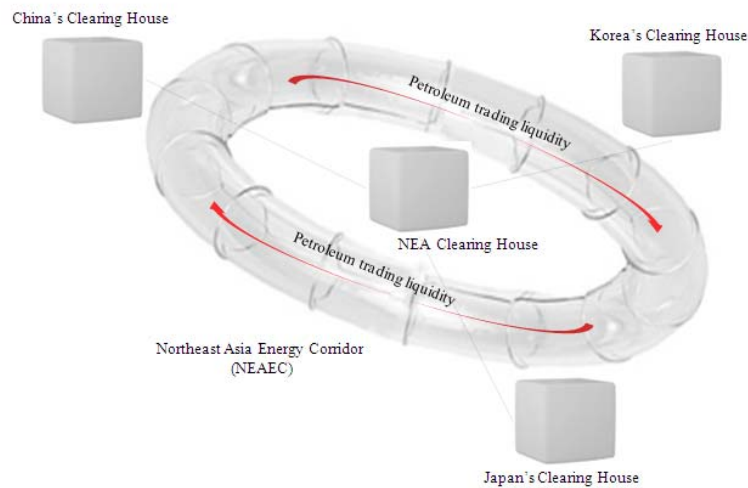 China's Clearing House
Korea's Clearing House
Petroleum trading liquidity
NEA Clearing House
Petroleum trading liquidity
Northeast Asia Energy Corridor
(NEAEC)
Japan's Clearing House